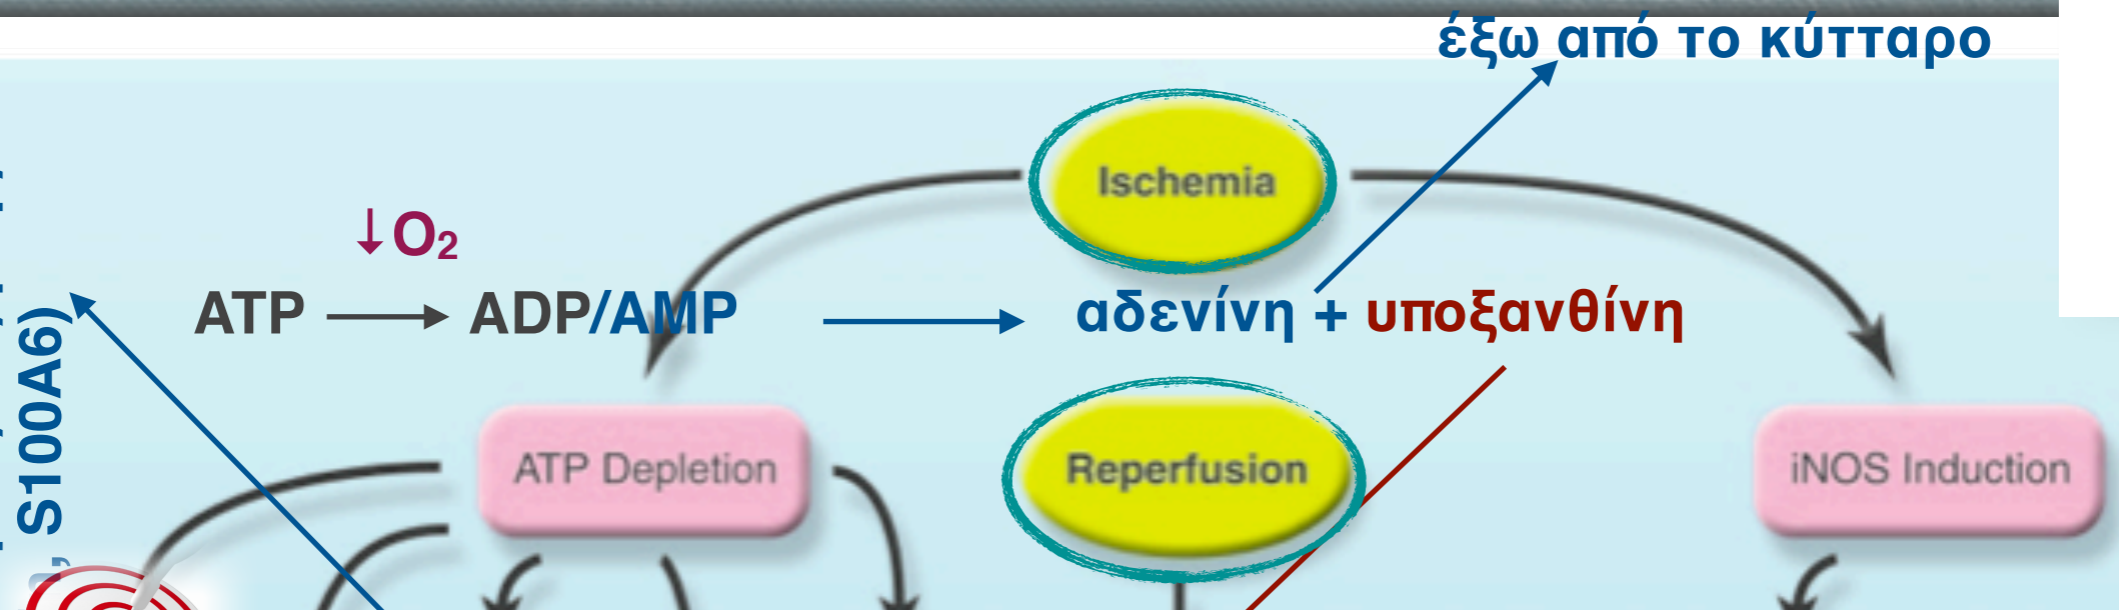 έξω από το κύτταρο
Ischemia
↓O₂
ATP → ADP/AMP → αδενίνη + υποξανθίνη
S100A6)
ATP Depletion
Reperfusion
iNOS Induction